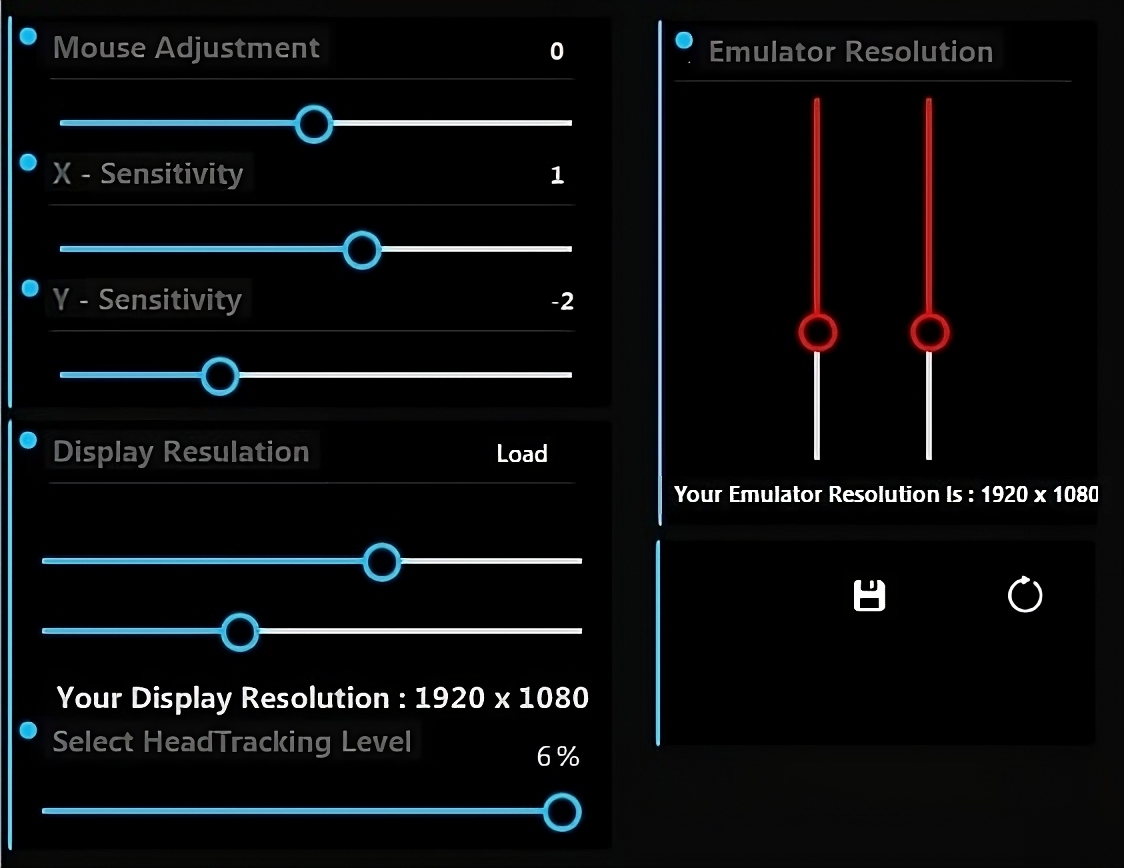 Mouse Adjustment 0
X - Sensitivity 1
Y - Sensitivity -2
Display Resulation Load
Your Display Resolution : 1920 x 1080
Select HeadTracking Level
6%
Emulator Resolution
Your Emulator Resolution Is : 1920 x 1080